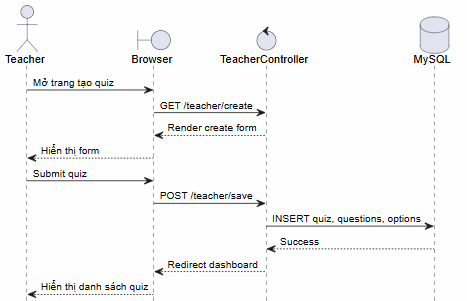 Teacher
Browser
TeacherController
MySQL
Mở trang tạo quiz
GET /teacher/create
Render create form
Hiển thị form
Submit quiz
POST /teacher/save
INSERT quiz, questions, options
Success
Redirect dashboard
Hiển thị danh sách quiz